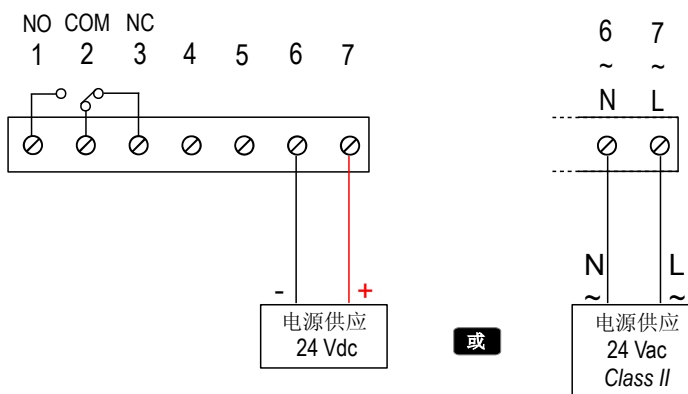 NO COM NC
1 2 3 4 5 6 7
- +
电源供应
24 Vdc
或
6 7
~ ~
N L
N L
~ ~
电源供应
24 Vac
Class II